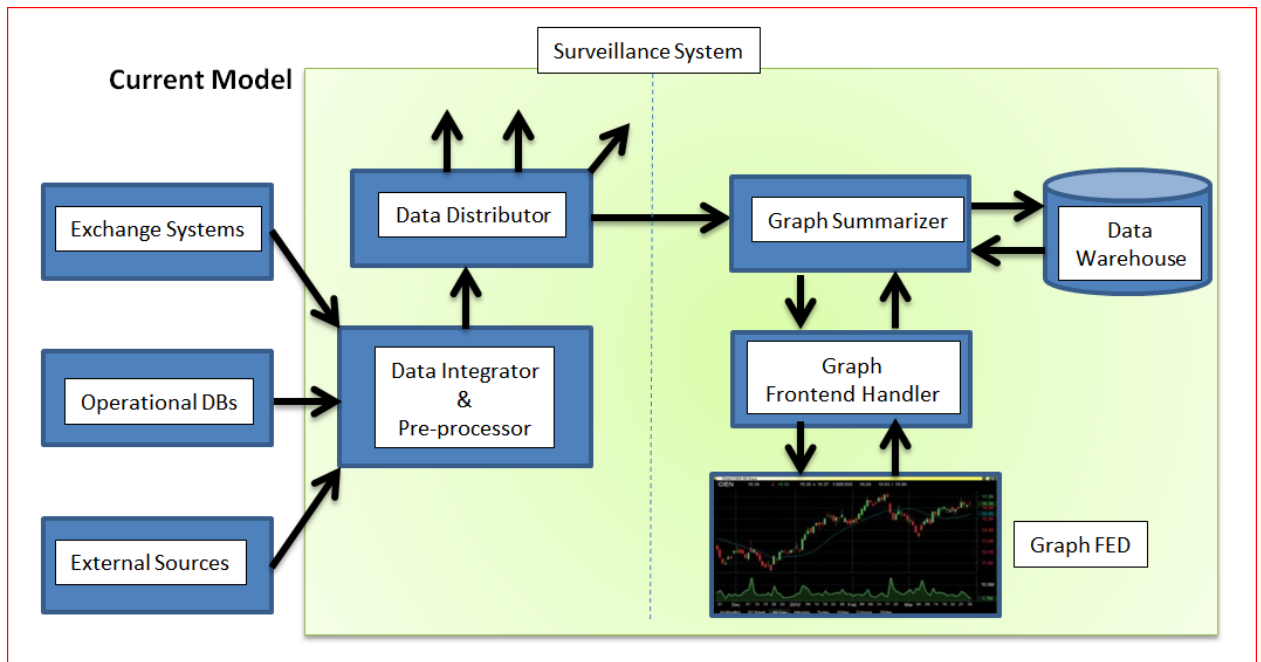 Surveillance System
Current Model
Exchange Systems
Data Distributor
Graph Summarizer
Data
Warehouse
Operational DBs
Data Integrator
&
Pre-processor
Graph
Frontend Handler
External Sources
CIEN
Graph FED